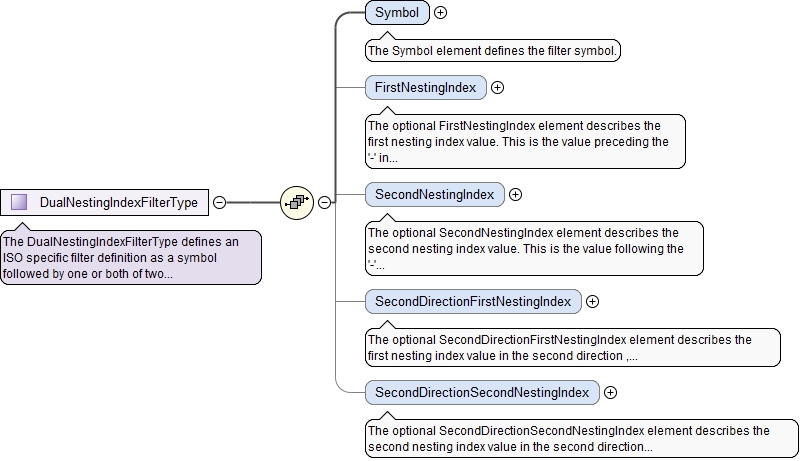 Symbol
The Symbol element defines the filter symbol.
FirstNestingIndex
The optional FirstNestingIndex element describes the
first nesting index value. This is the value preceding the
'-' in...
DualNestingIndexFilterType
The DualNestingIndexFilterType defines an
ISO specific filter definition as a symbol
followed by one or both of two...
SecondNestingIndex
The optional SecondNestingIndex element describes the
second nesting index value. This is the value following the
'-'...
SecondDirectionFirstNestingIndex
The optional SecondDirectionFirstNestingIndex element describes the
first nesting index value in the second direction ,...
SecondDirectionSecondNestingIndex
The optional SecondDirectionSecondNestingIndex element describes the
second nesting index value in the second direction...